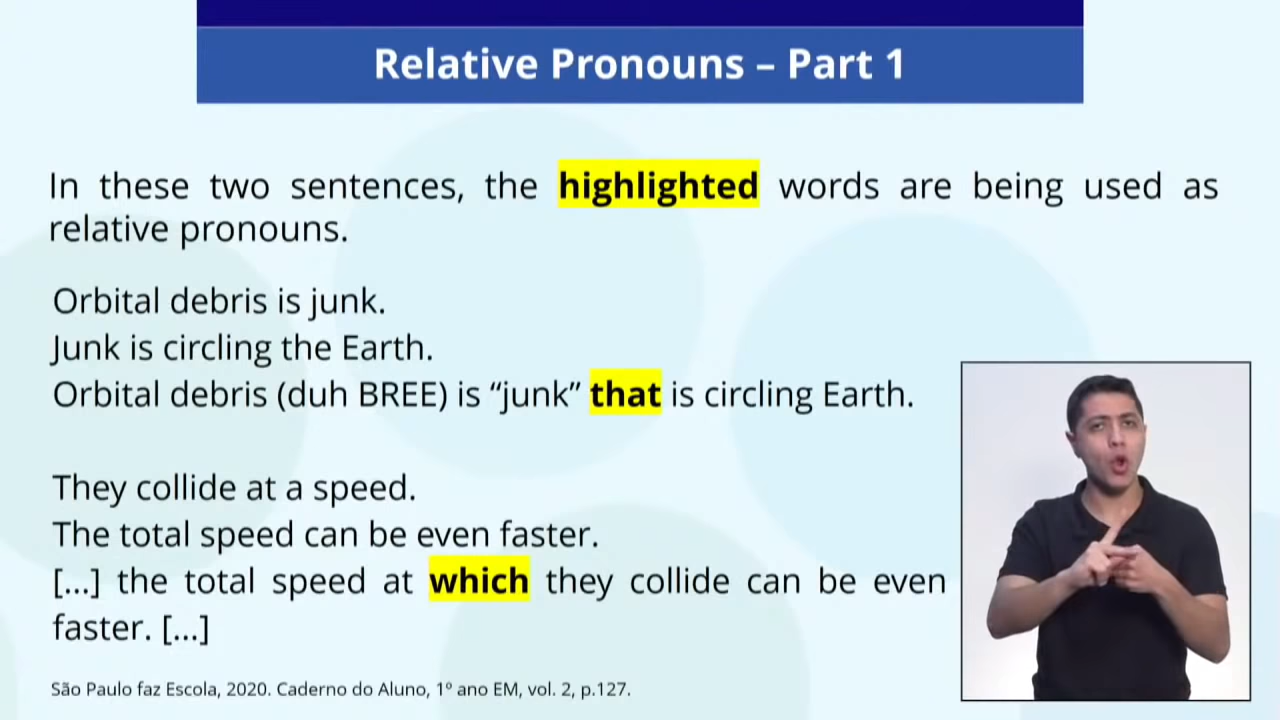 Relative Pronouns – Part 1
In these two sentences, the highlighted words are being used as
relative pronouns.
Orbital debris is junk.
Junk is circling the Earth.
Orbital debris (duh BREE) is “junk” that is circling Earth.
They collide at a speed.
The total speed can be even faster.
[...] the total speed at which they collide can be even
faster. [...]
São Paulo faz Escola, 2020. Caderno do Aluno, 1º ano EM, vol. 2, p.127.